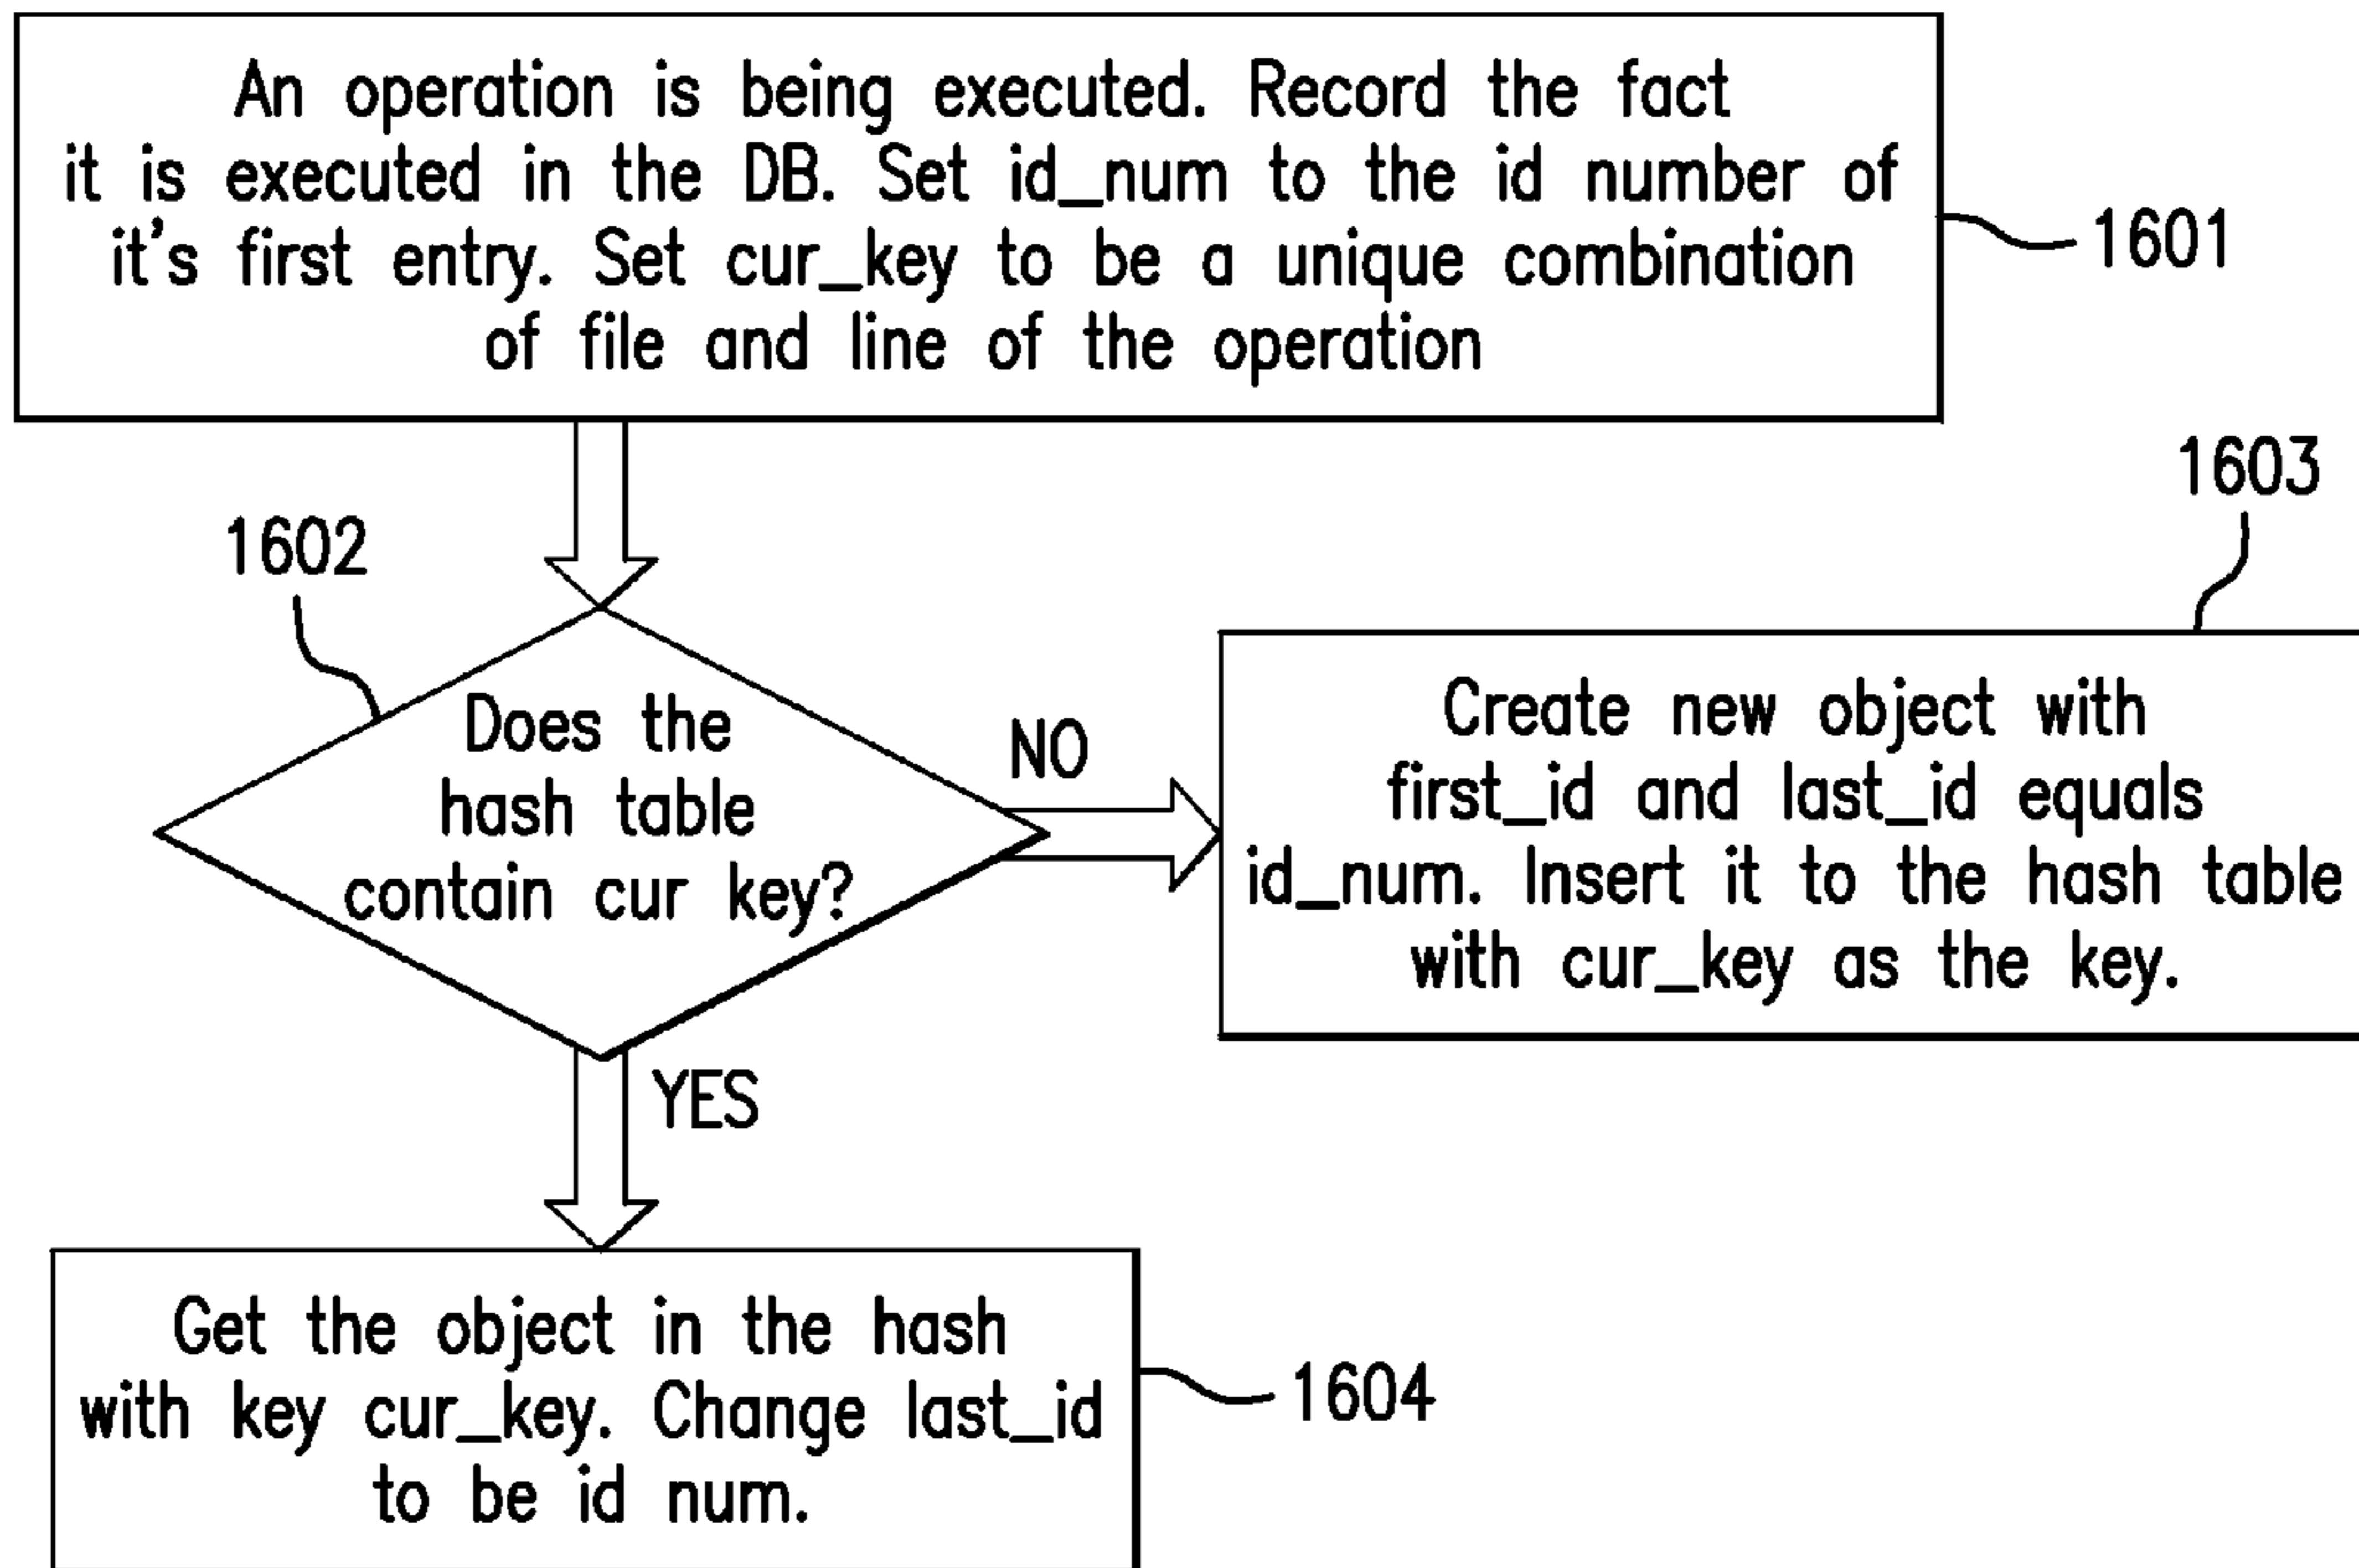 An operation is being executed. Record the fact
it is executed in the DB. Set id_num to the id number of
it's first entry. Set cur_key to be a unique combination
of file and line of the operation
1601
1603
1602
Does the
hash table
contain cur key?
NO
Create new object with
first_id and last_id equals
id_num. Insert it to the hash table
with cur_key as the key.
YES
Get the object in the hash
with key cur_key. Change last_id
to be id num.
1604